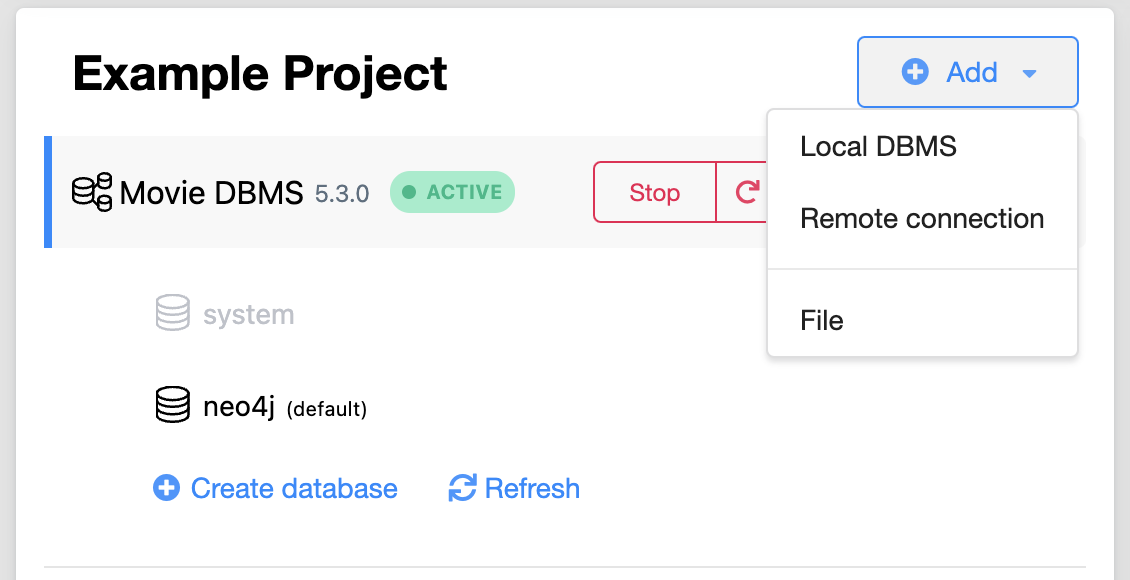 Example Project
Add
Local DBMS
Remote connection
File
Movie DBMS 5.3.0 ACTIVE
Stop
system
neo4j (default)
Create database
Refresh